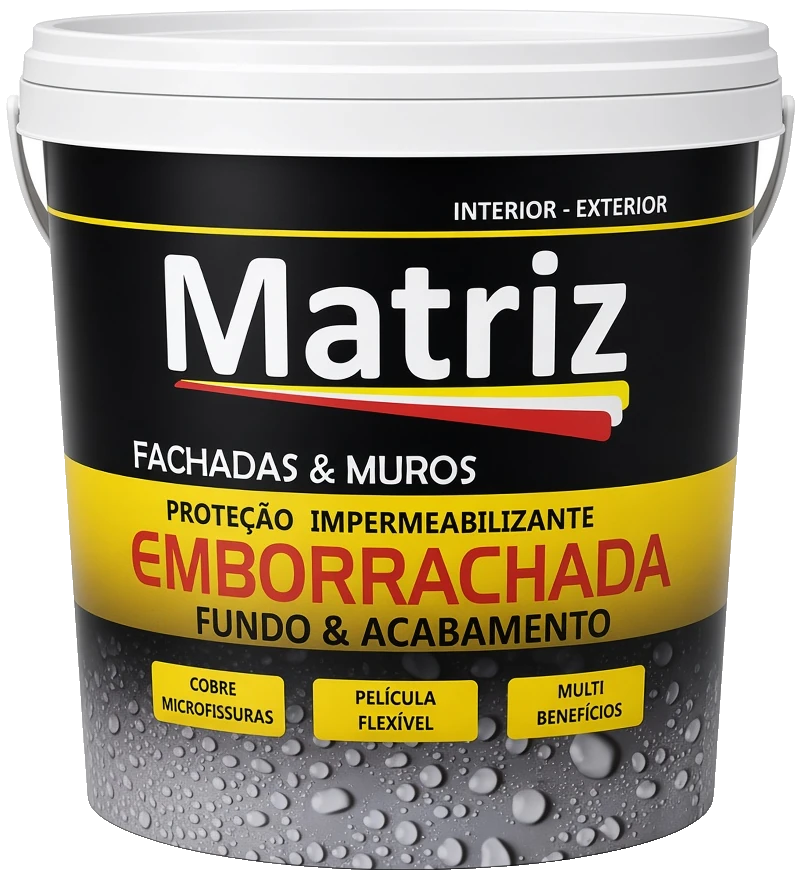 INTERIOR - EXTERIOR
Matriz
FACHADAS & MUROS
PROTEÇÃO IMPERMEABILIZANTE
EMBORRACHADA
FUNDO & ACABAMENTO
COBRE
MICROFISSURAS
PELÍCULA
FLEXÍVEL
MULTI
BENEFÍCIOS